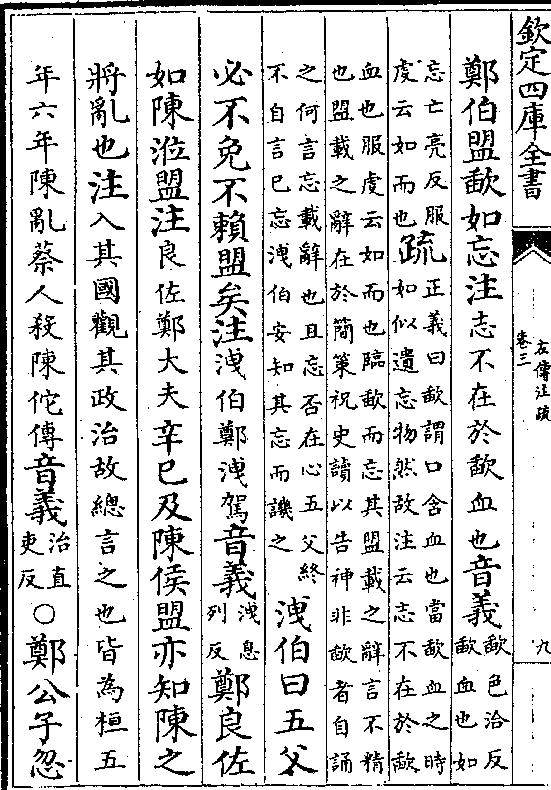 欽定四庫全書
左傳注疏
卷三
九
鄭伯盟歃如忘注志不在於歃血也音義歃色洽反
歃血也如
忘亡亮反服
虔云如而也疏正義曰歃謂口含血也當歃血之時
如似遺忘物然故注云志不在於歃
血也服虔云如而也臨歃而忘其盟載之辭言不精
也盟載之辭在於簡策祝史讀以告神非歃者自誦
之何言忘載辭也且忘否在心五父終
不自言已忘洩伯安知其忘而譏之洩伯曰五父
必不免不賴盟矣注洩伯鄭洩駕音義洩息
列反鄭良佐
如陳涖盟注良佐鄭大夫辛巳及陳侯盟亦知陳之
將亂也注入其國觀其政治故總言之也皆為桓五
年六年陳亂蔡人殺陳佗傳音義治直
吏反○鄭公子忽